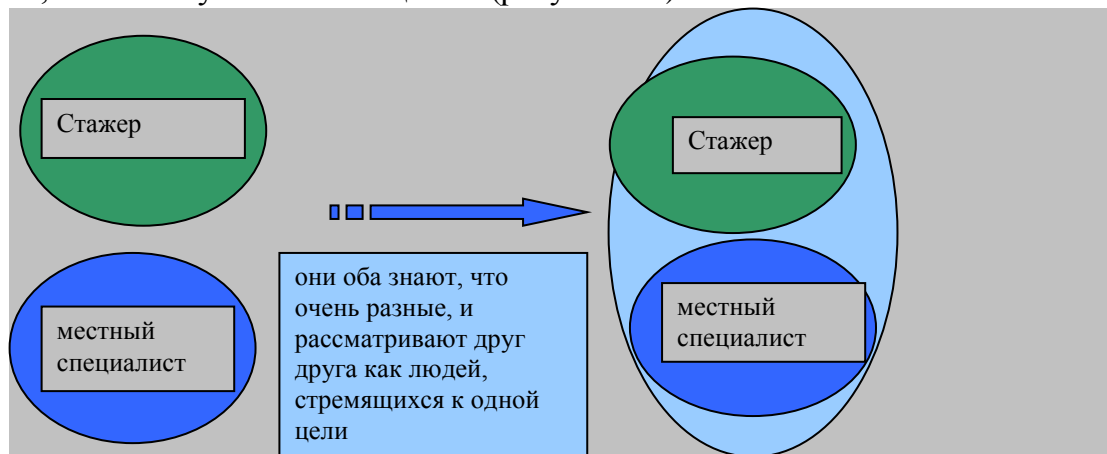 Стажер
местный
специалист
они оба знают, что
очень разные, и
рассматривают друг
друга как людей,
стремящихся к одной
цели
Стажер
местный
специалист